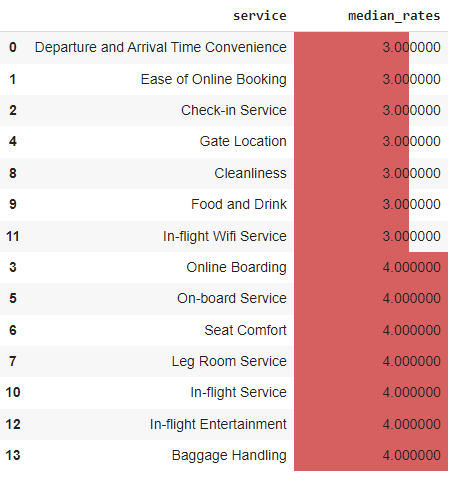 service median_rates
0 Departure and Arrival Time Convenience 3.000000
1 Ease of Online Booking 3.000000
2 Check-in Service 3.000000
4 Gate Location 3.000000
8 Cleanliness 3.000000
9 Food and Drink 3.000000
11 In-flight Wifi Service 3.000000
3 Online Boarding 4.000000
5 On-board Service 4.000000
6 Seat Comfort 4.000000
7 Leg Room Service 4.000000
10 In-flight Service 4.000000
12 In-flight Entertainment 4.000000
13 Baggage Handling 4.000000